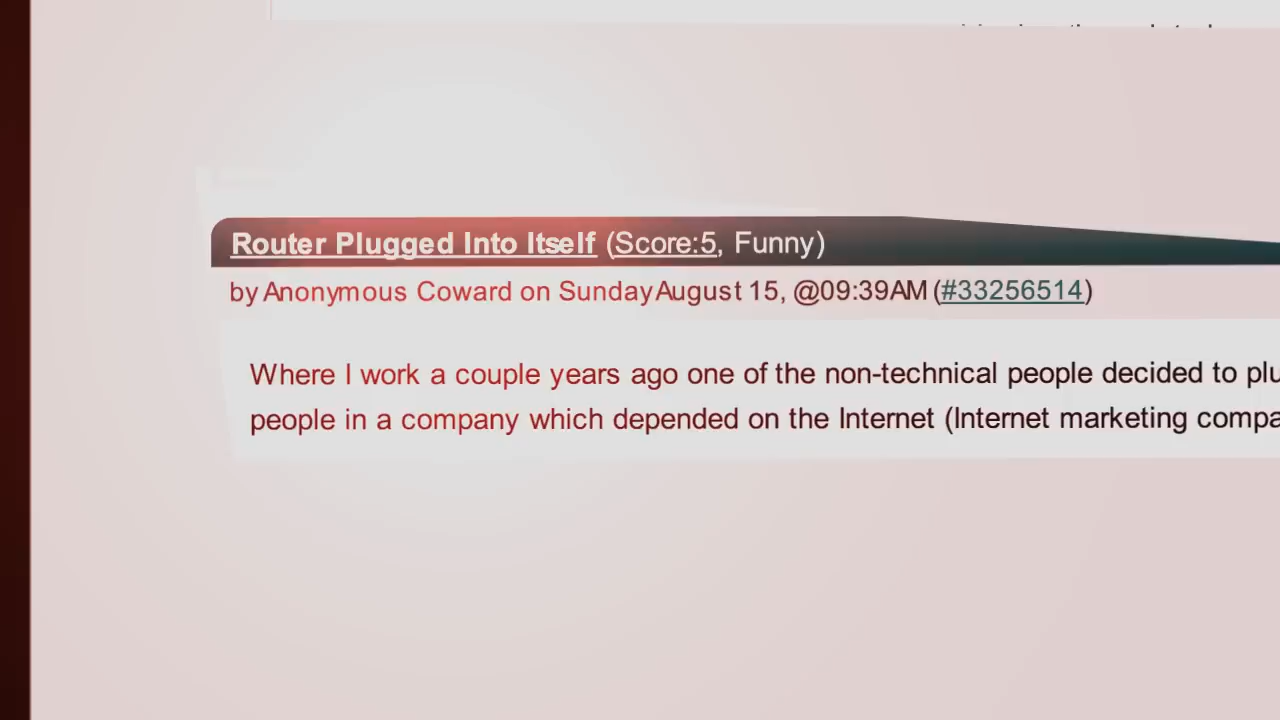 Router Plugged Into Itself (Score:5, Funny)
by Anonymous Coward on Sunday August 15, @09:39AM (#33256514)
Where I work a couple years ago one of the non-technical people decided to plu
people in a company which depended on the Internet (Internet marketing compa